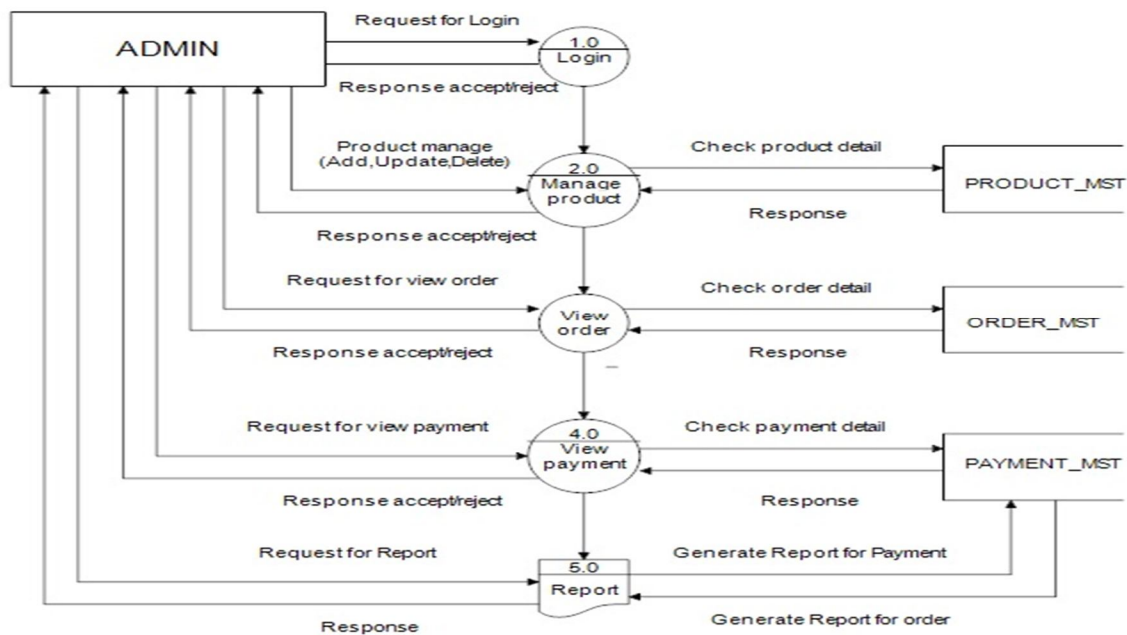 Request for Login
ADMIN
1.0
Login
Response accept/reject
Product manage
(Add,Update,Delete)
Check product detail
2.0
Manage
product
PRODUCT_MST
Response
Response accept/reject
Request for view order
Check order detail
View
order
ORDER_MST
Response accept/reject
Response
Request for view payment
Check payment detail
4.0
View
payment
PAYMENT_MST
Response accept/reject
Response
Request for Report
Generate Report for Payment
5.0
Report
Generate Report for order
Response